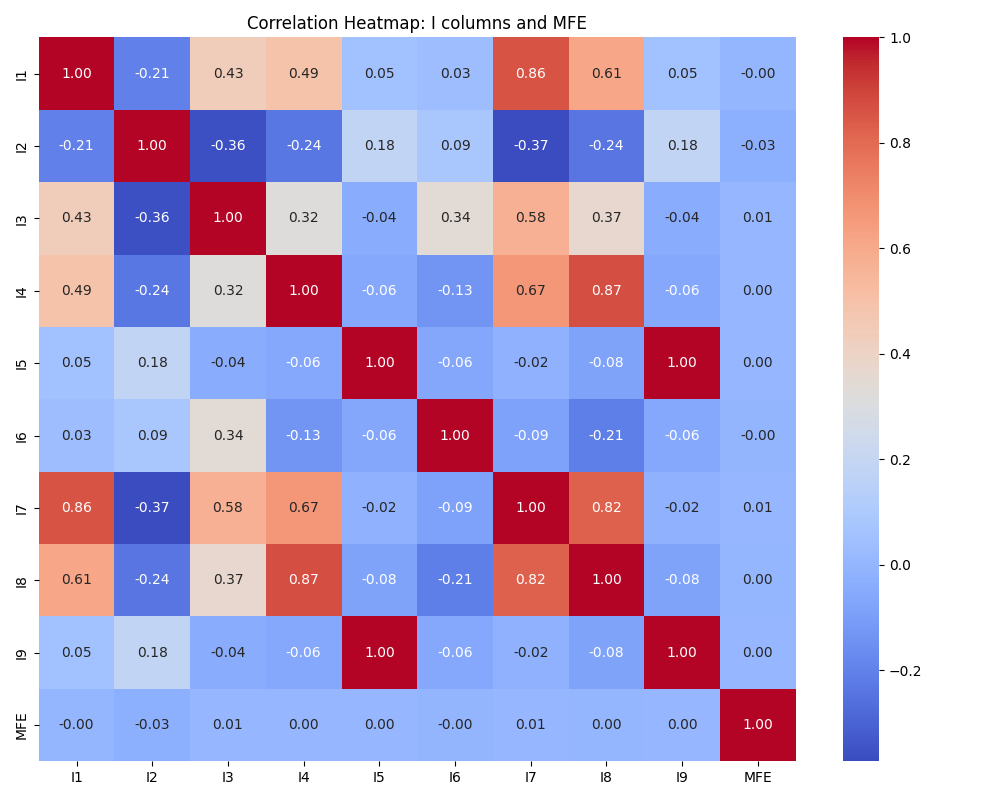 Correlation Heatmap: I columns and MFE
I1 1.00 -0.21 0.43 0.49 0.05 0.03 0.86 0.61 0.05 -0.00
I2 -0.21 1.00 -0.36 -0.24 0.18 0.09 -0.37 -0.24 0.18 -0.03
I3 0.43 -0.36 1.00 0.32 -0.04 0.34 0.58 0.37 -0.04 0.01
I4 0.49 -0.24 0.32 1.00 -0.06 -0.13 0.67 0.87 -0.06 0.00
I5 0.05 0.18 -0.04 -0.06 1.00 -0.06 -0.02 -0.08 1.00 0.00
I6 0.03 0.09 0.34 -0.13 -0.06 1.00 -0.09 -0.21 -0.06 -0.00
I7 0.86 -0.37 0.58 0.67 -0.02 -0.09 1.00 0.82 -0.02 0.01
I8 0.61 -0.24 0.37 0.87 -0.08 -0.21 0.82 1.00 -0.08 0.00
I9 0.05 0.18 -0.04 -0.06 1.00 -0.06 -0.02 -0.08 1.00 0.00
MFE -0.00 -0.03 0.01 0.00 0.00 -0.00 0.01 0.00 0.00 1.00
I1 I2 I3 I4 I5 I6 I7 I8 I9 MFE
1.0
0.8
0.6
0.4
0.2
0.0
−0.2